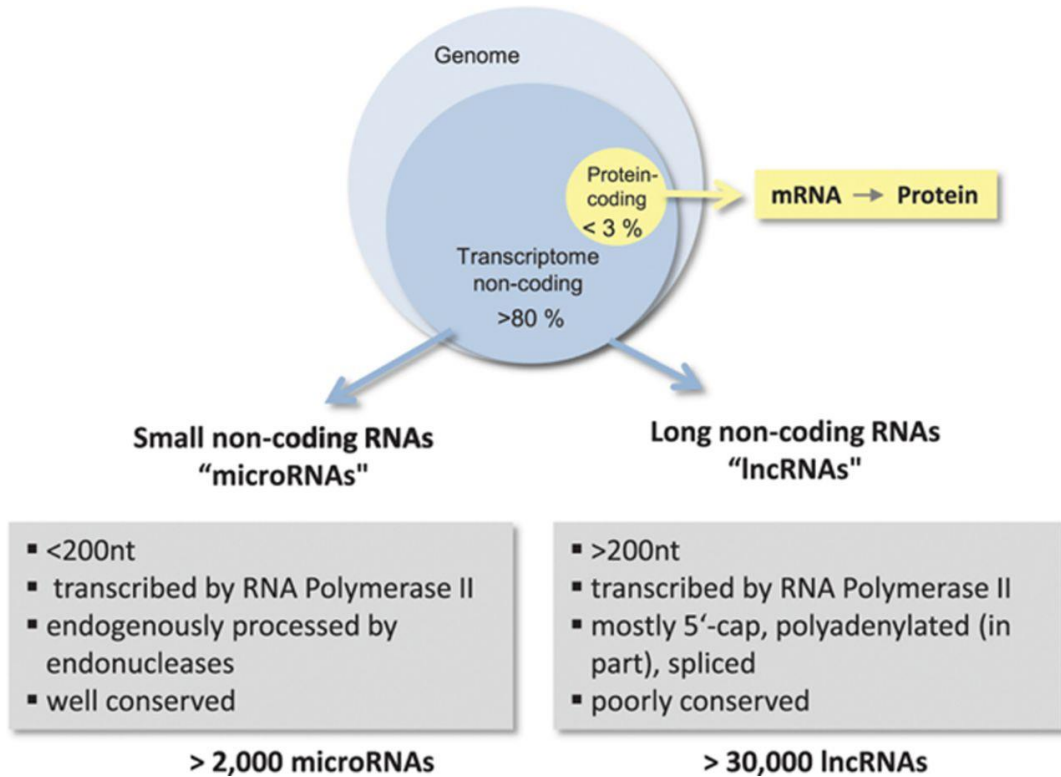 Genome
Protein-
coding
< 3 %
mRNA → Protein
Transcriptome
non-coding
>80 %
Small non-coding RNAs
“microRNAs"
Long non-coding RNAs
“lncRNAs"
▪ <200nt
▪ transcribed by RNA Polymerase II
▪ endogenously processed by
endonucleases
▪ well conserved
▪ >200nt
▪ transcribed by RNA Polymerase II
▪ mostly 5‘-cap, polyadenylated (in
part), spliced
▪ poorly conserved
> 2,000 microRNAs
> 30,000 lncRNAs